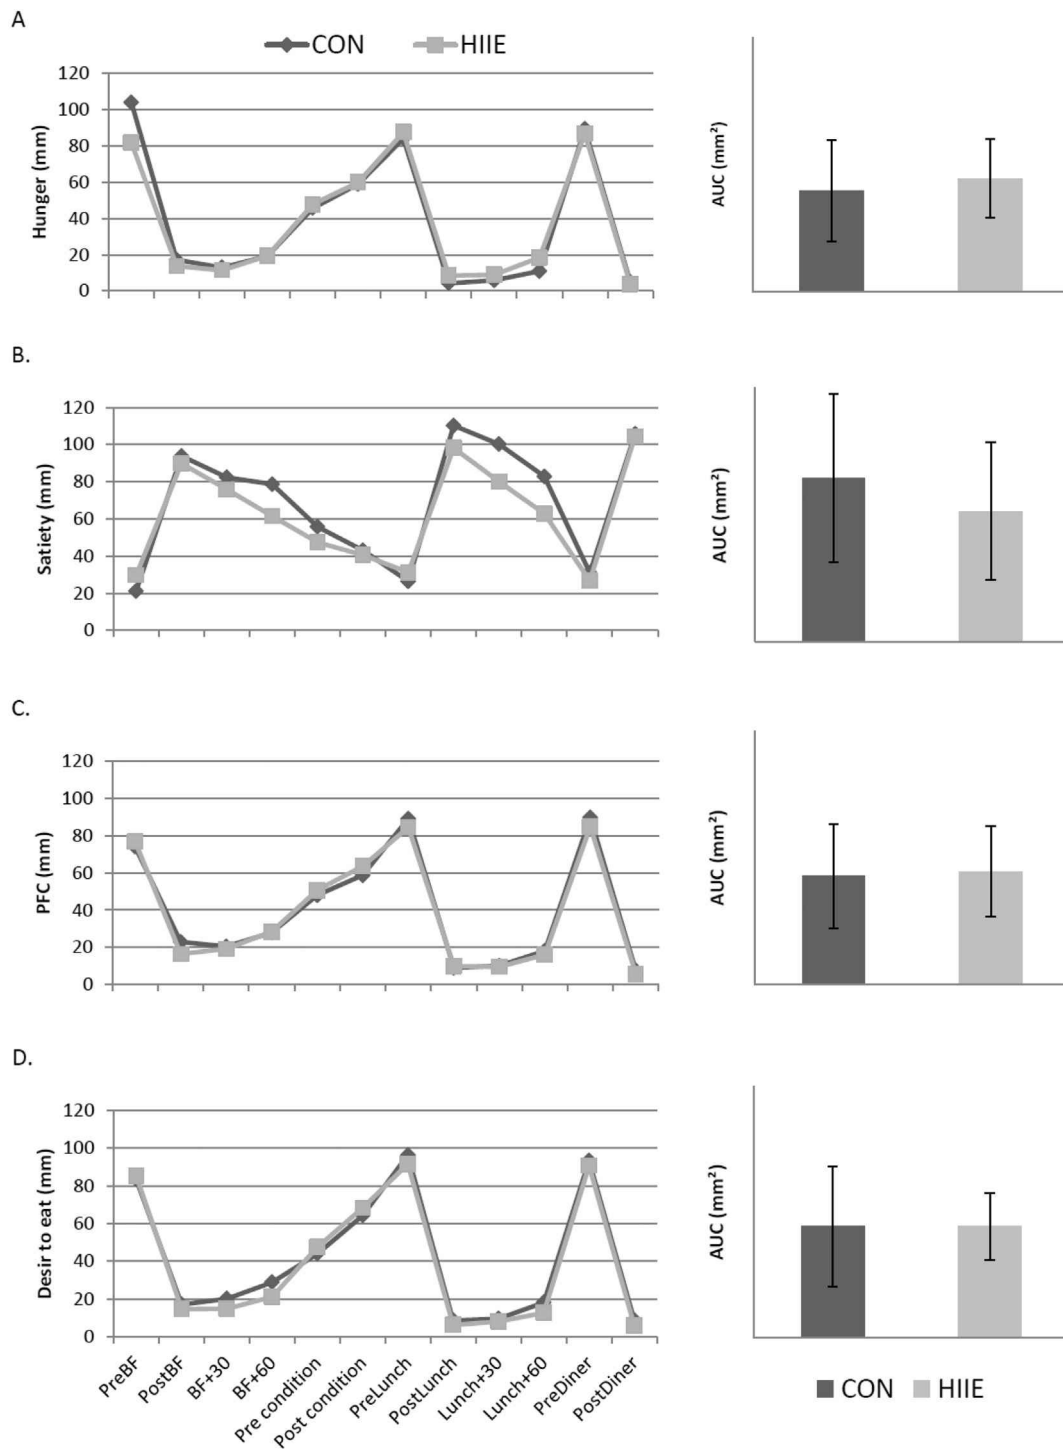 A
CON HIIE
120
100
80
60
40
20
0
Hunger (mm)
AUC (mm²)
B.
120
100
80
60
40
20
0
Satiety (mm)
AUC (mm²)
C.
120
100
80
60
40
20
0
PFC (mm)
AUC (mm²)
D.
120
100
80
60
40
20
0
Desir to eat (mm)
AUC (mm²)
PreBF
PostBF
BF+30
BF+60
Pre condition
Post condition
PreLunch
PostLunch
Lunch+30
Lunch+60
PreDiner
PostDiner
CON HIIE